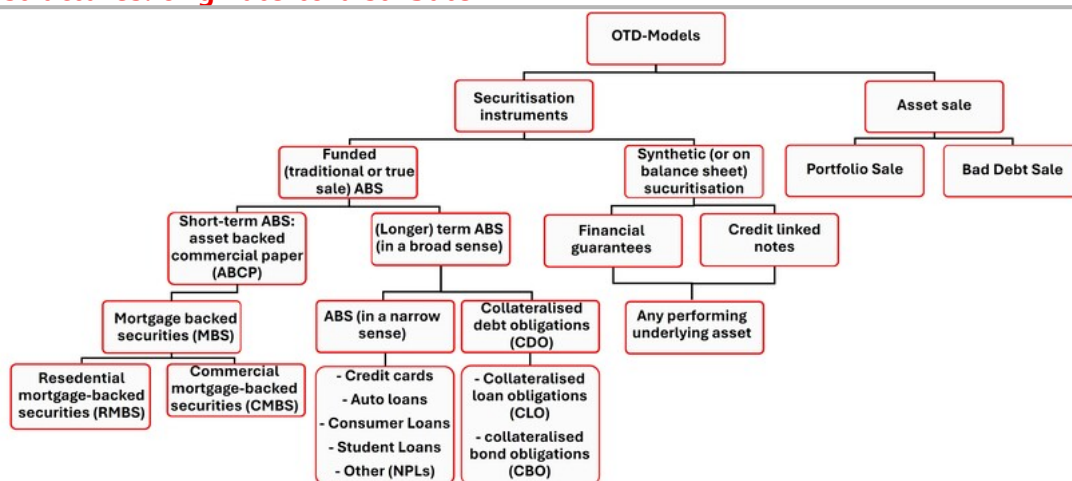 OTD-Models
Securitisation
instruments
Asset sale
Funded
(traditional or true
sale) ABS
Synthetic (or on
balance sheet)
sucuritisation
Portfolio Sale
Bad Debt Sale
Short-term ABS:
asset backed
commercial paper
(ABCP)
(Longer) term ABS
(in a broad sense)
Financial
guarantees
Credit linked
notes
Mortgage backed
securities (MBS)
ABS (in a narrow
sense)
Collateralised
debt obligations
(CDO)
Any performing
underlying asset
Resedential
mortgage-backed
securities (RMBS)
Commercial
mortgage-backed
securities (CMBS)
- Credit cards
- Auto loans
- Consumer Loans
- Student Loans
- Other (NPLs)
- Collateralised
loan obligations
(CLO)
- collateralised
bond obligations
(CBO)